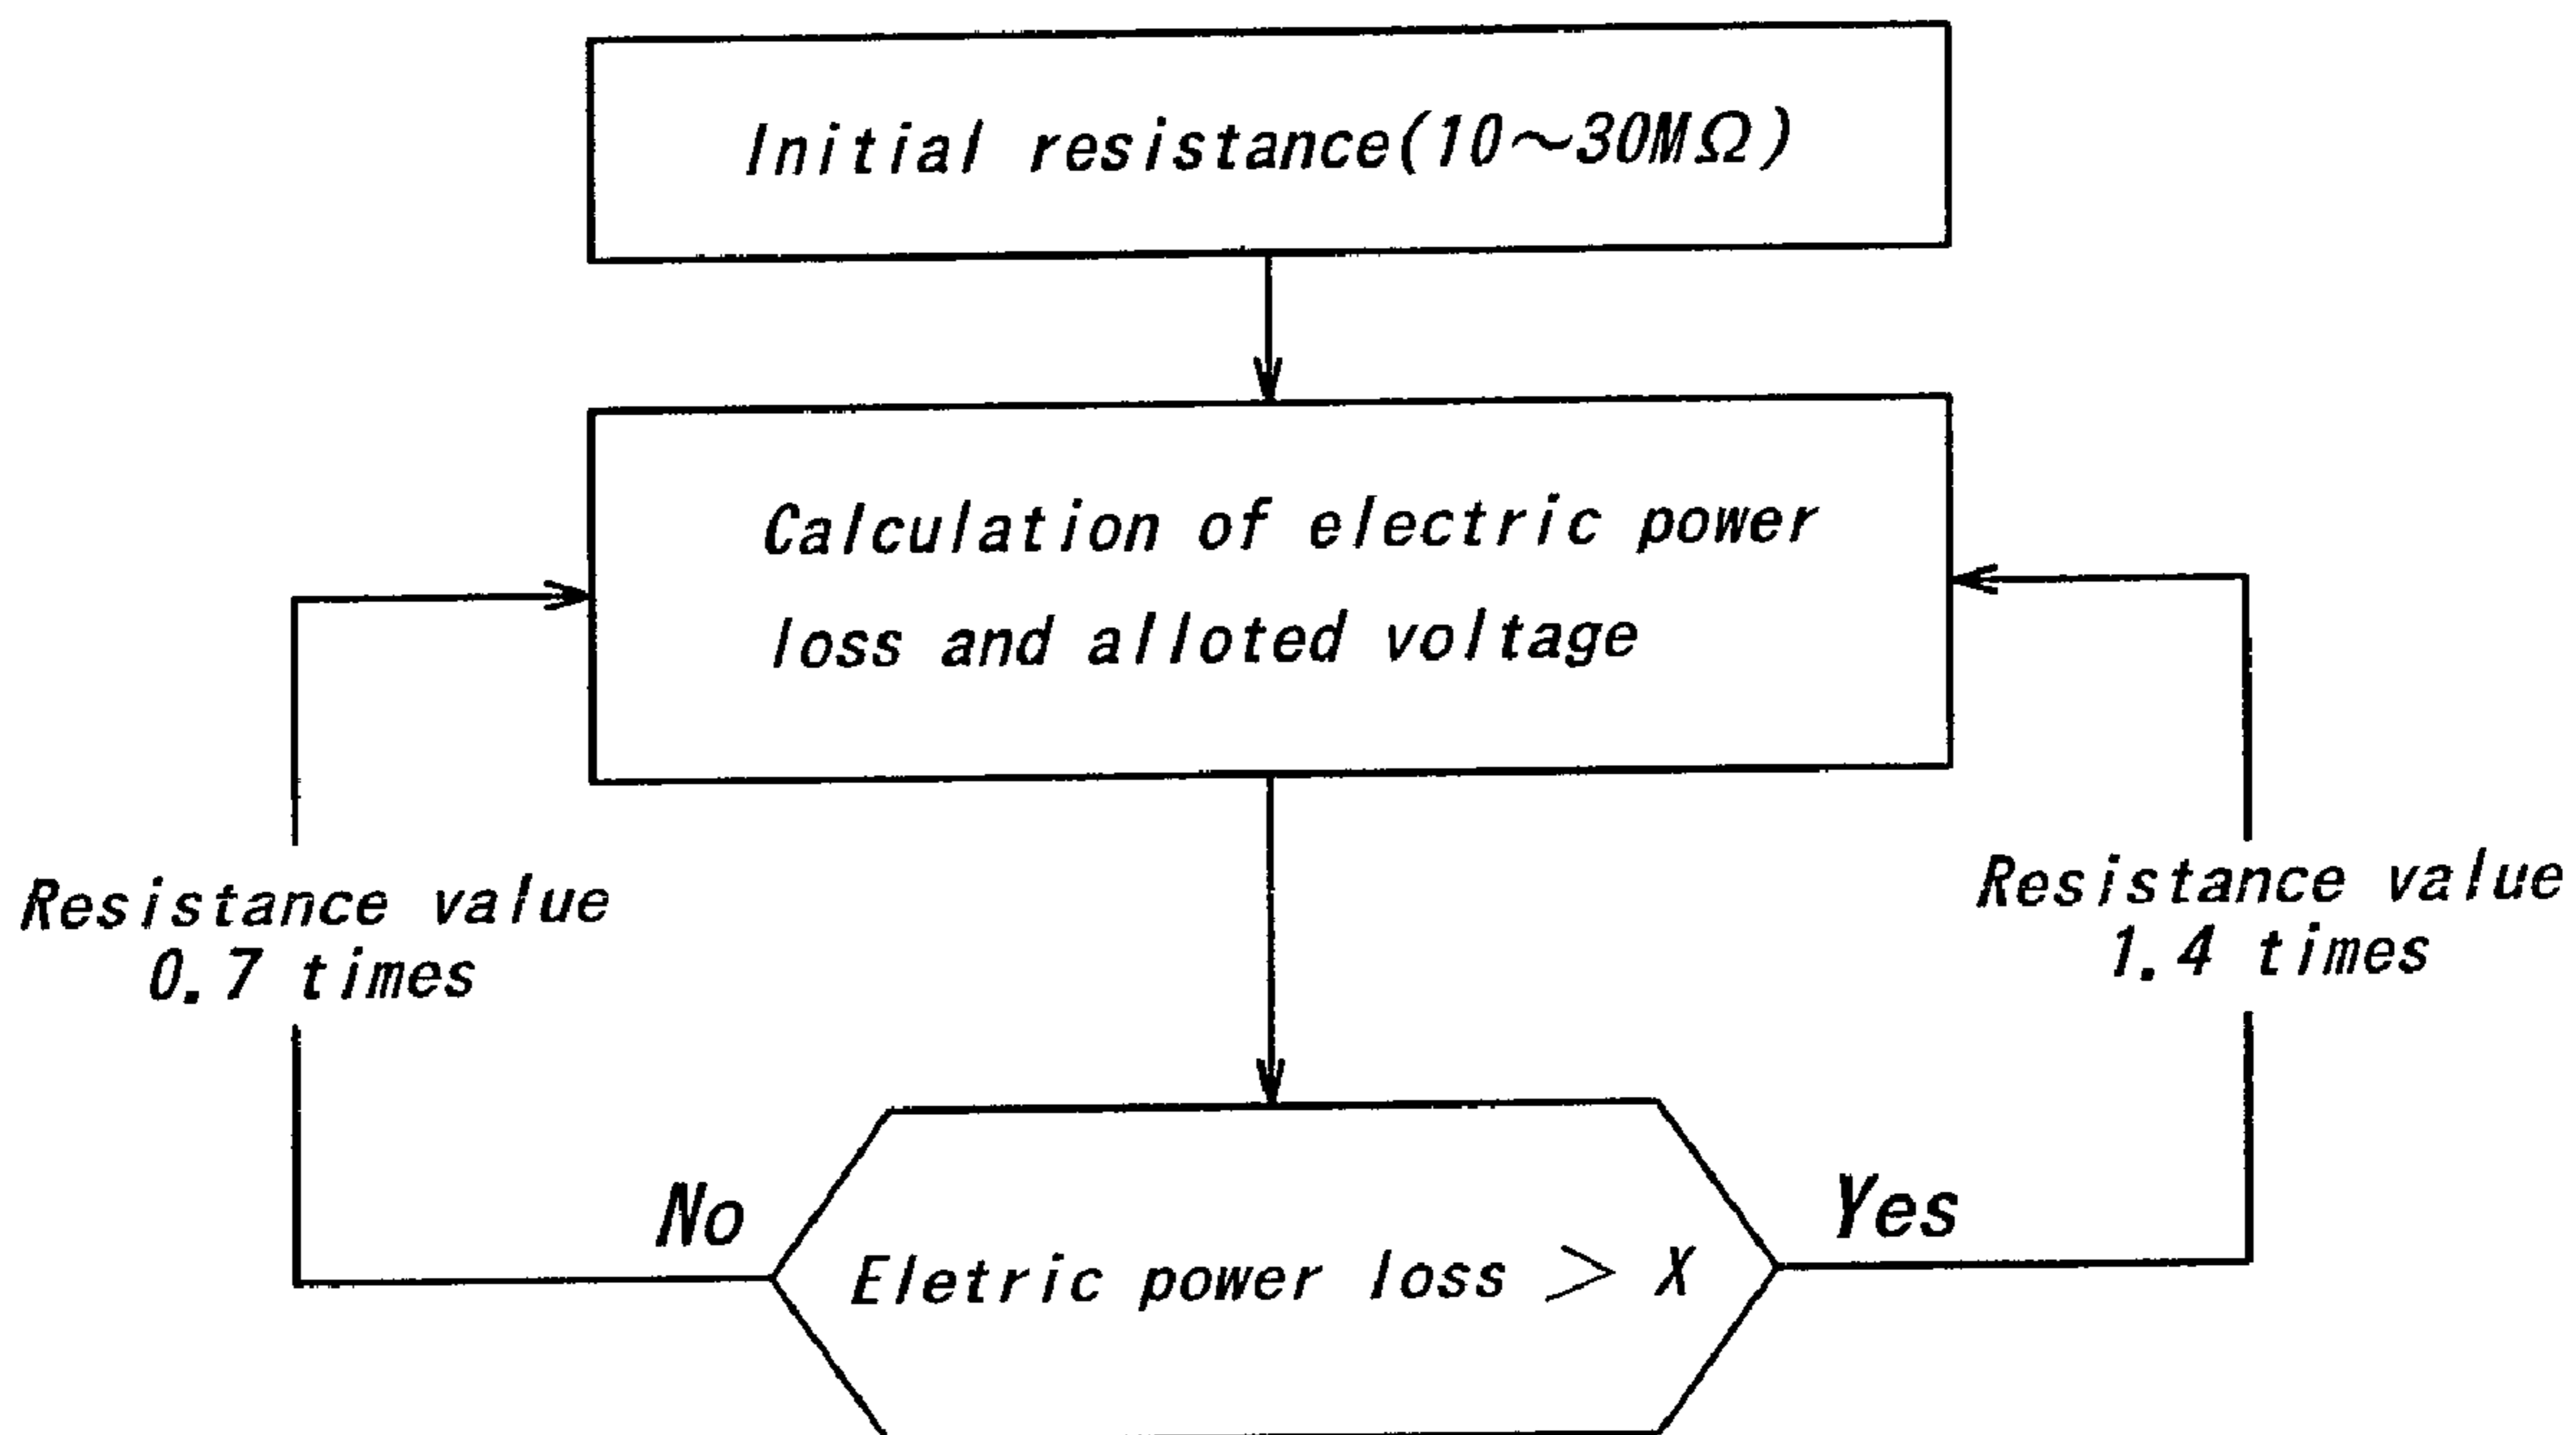 Initial resistance(10～30MΩ)
Calculation of electric power
loss and alloted voltage
Resistance value
0.7 times
Resistance value
1.4 times
No
Yes
Eletric power loss > X